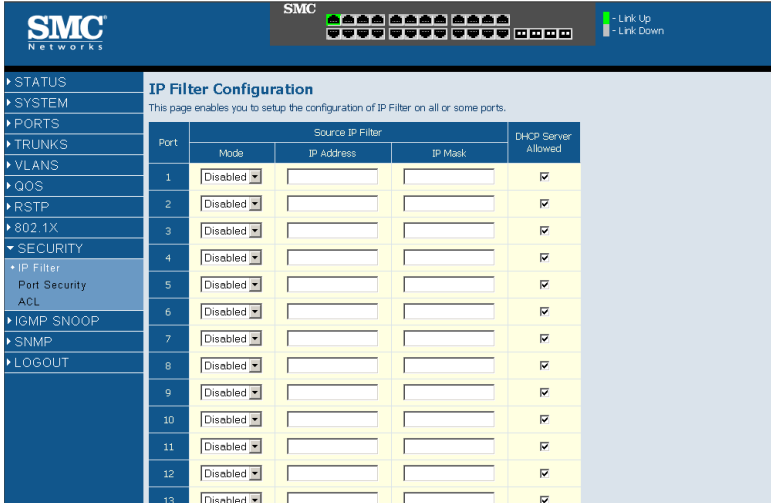 SMC
SMC®
Networks
- Link Up
- Link Down
STATUS
SYSTEM
PORTS
TRUNKS
VLANS
QOS
RSTP
802.1X
SECURITY
IP Filter
Port Security
ACL
IGMP SNOOP
SNMP
LOGOUT
IP Filter Configuration
This page enables you to setup the configuration of IP Filter on all or some ports.
Port Source IP Filter DHCP Server Allowed
Mode IP Address IP Mask
1 Disabled
2 Disabled
3 Disabled
4 Disabled
5 Disabled
6 Disabled
7 Disabled
8 Disabled
9 Disabled
10 Disabled
11 Disabled
12 Disabled
13 Disabled